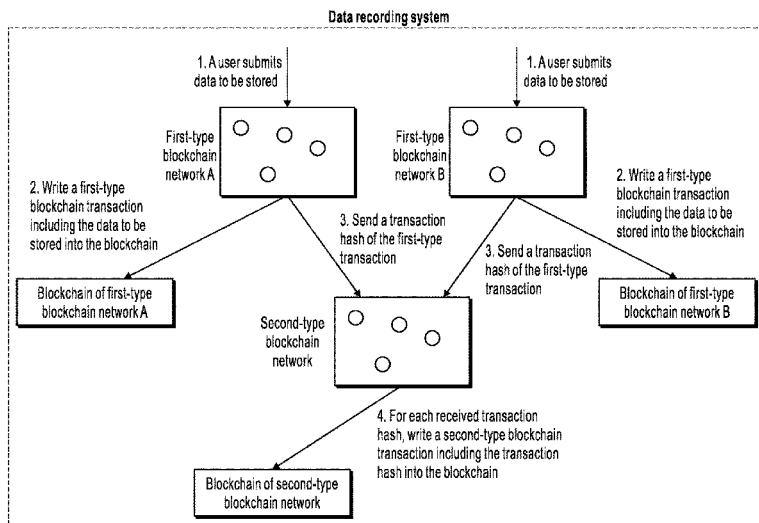 Data recording system
1. A user submits
data to be stored
1. A user submits
data to be stored
First-type
blockchain
network A
First-type
blockchain
network B
2. Write a first-type
blockchain transaction
including the data to be
stored into the blockchain
2. Write a first-type
blockchain transaction
including the data to be
stored into the blockchain
3. Send a transaction
hash of the first-type
transaction
3. Send a transaction
hash of the first-type
transaction
Blockchain of first-type
blockchain network A
Blockchain of first-type
blockchain network B
Second-type
blockchain
network
4. For each received transaction
hash, write a second-type blockchain
transaction including the transaction
hash into the blockchain
Blockchain of second-type
blockchain network